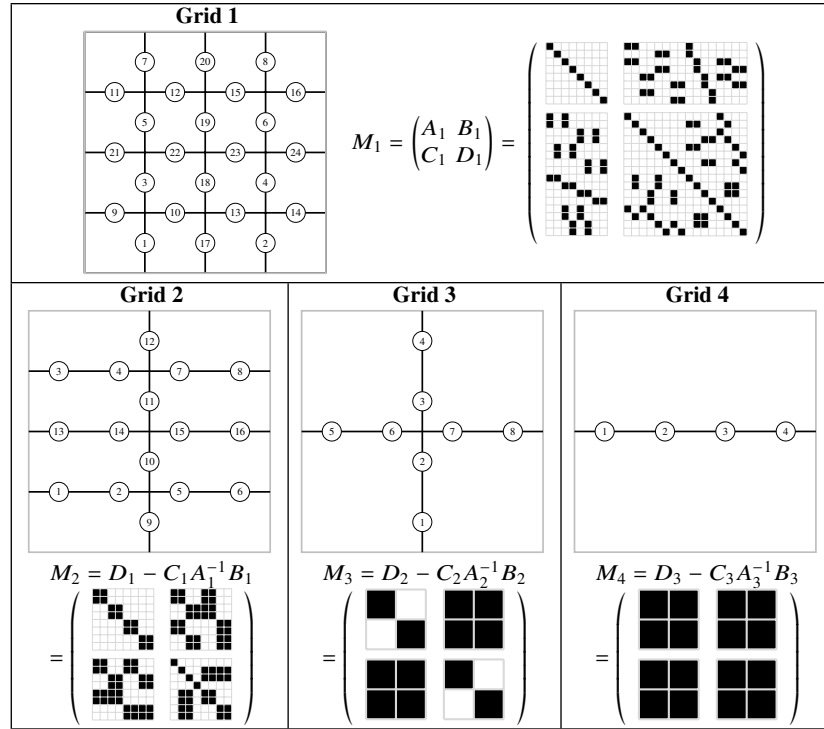 Grid 1
7 20 8
11 12 15 16
5 19 6
21 22 23 24
3 18 4
9 10 13 14
1 17 2
M₁ = ( A₁ B₁ C₁ D₁ ) =
Grid 2
12
3 4 7 8
11
13 14 15 16
10
1 2 5 6
9
M₂ = D₁ − C₁A₁⁻¹B₁
=
Grid 3
4
3
5 6 7 8
2
1
M₃ = D₂ − C₂A₂⁻¹B₂
=
Grid 4
1 2 3 4
M₄ = D₃ − C₃A₃⁻¹B₃
=